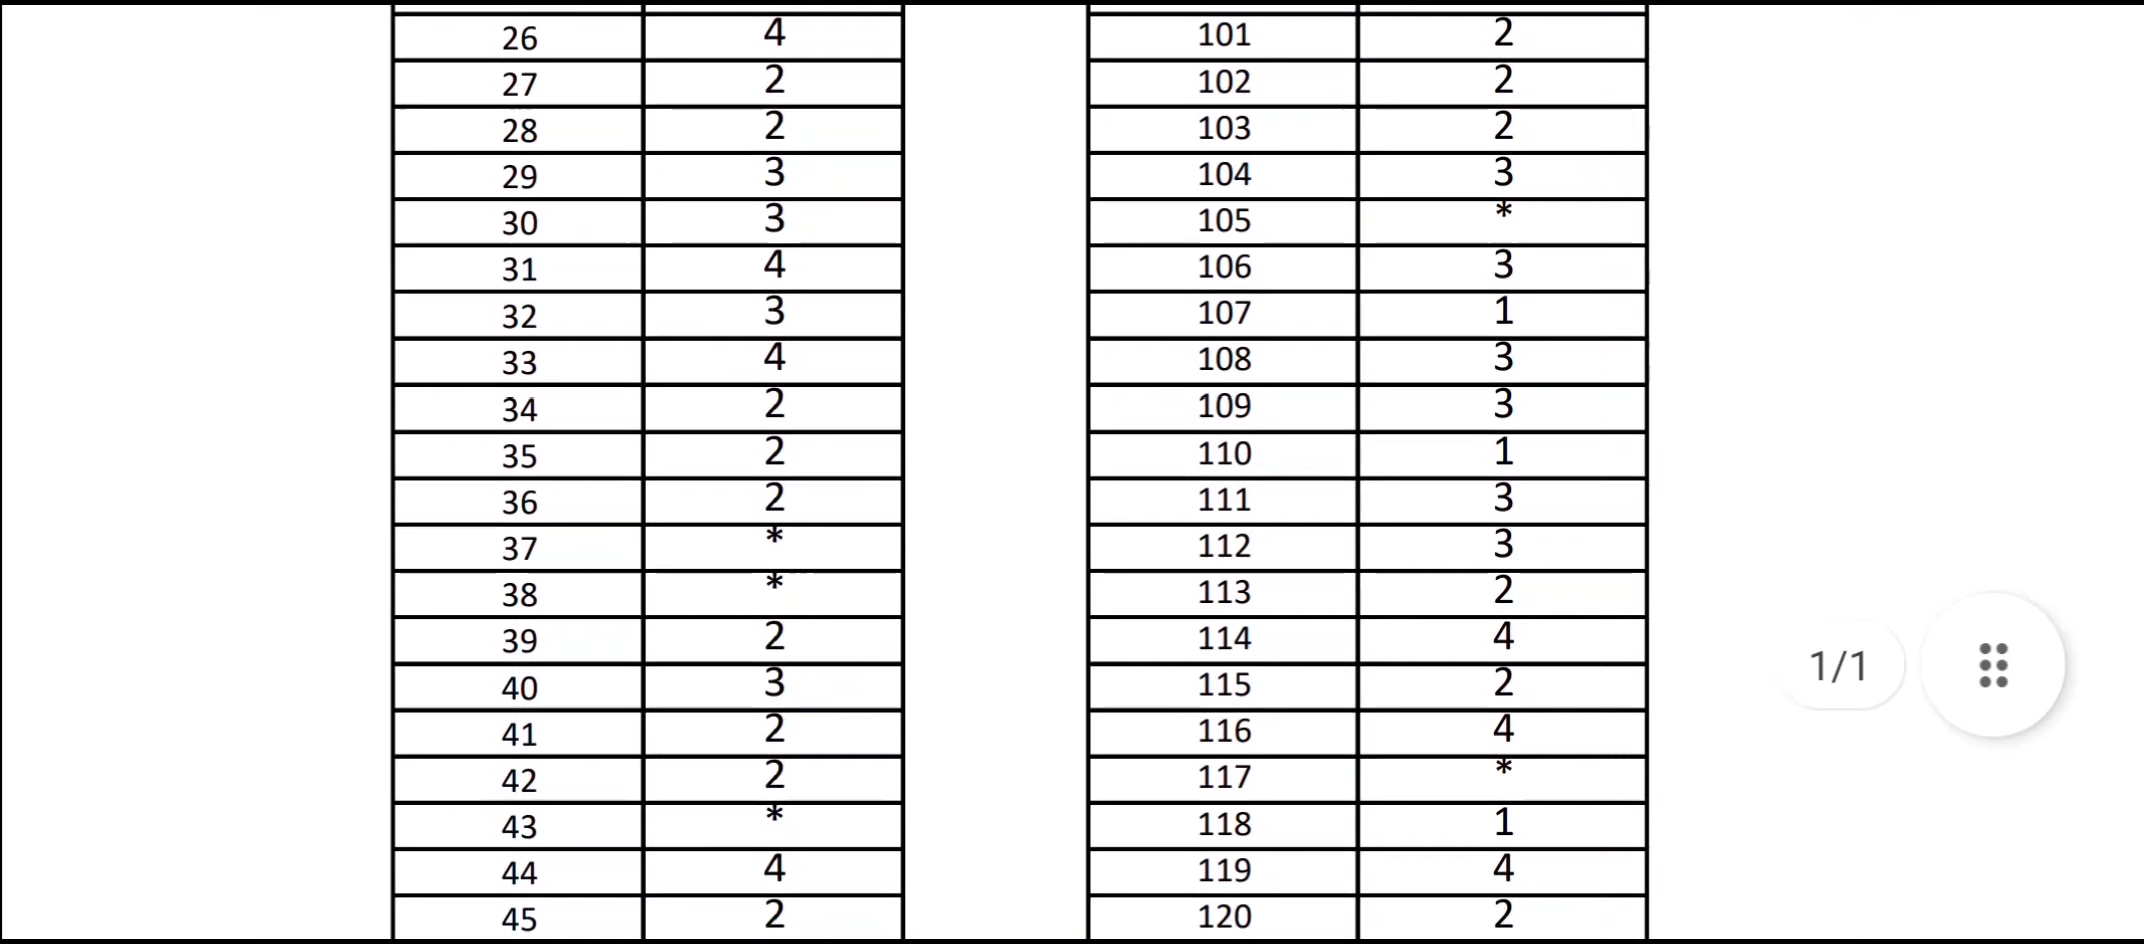 26 4 101 2
27 2 102 2
28 2 103 2
29 3 104 3
30 3 105 *
31 4 106 3
32 3 107 1
33 4 108 3
34 2 109 3
35 2 110 1
36 2 111 3
37 * 112 3
38 * 113 2
39 2 114 4
40 3 115 2
1/1
41 2 116 4
42 2 117 *
43 * 118 1
44 4 119 4
45 2 120 2